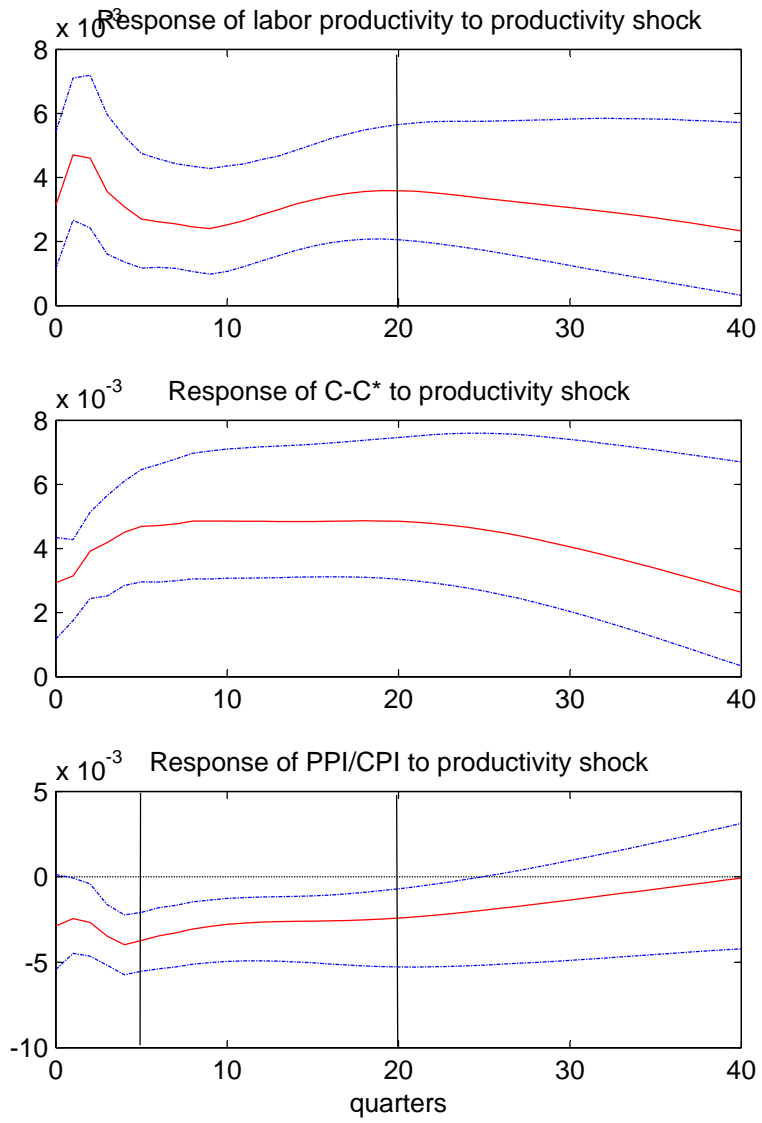 x 10-3
Response of labor productivity to productivity shock
8
6
4
2
0
0 10 20 30 40
x 10-3
Response of C-C* to productivity shock
8
6
4
2
0
0 10 20 30 40
x 10-3
Response of PPI/CPI to productivity shock
5
0
-5
-10
0 10 20 30 40
quarters